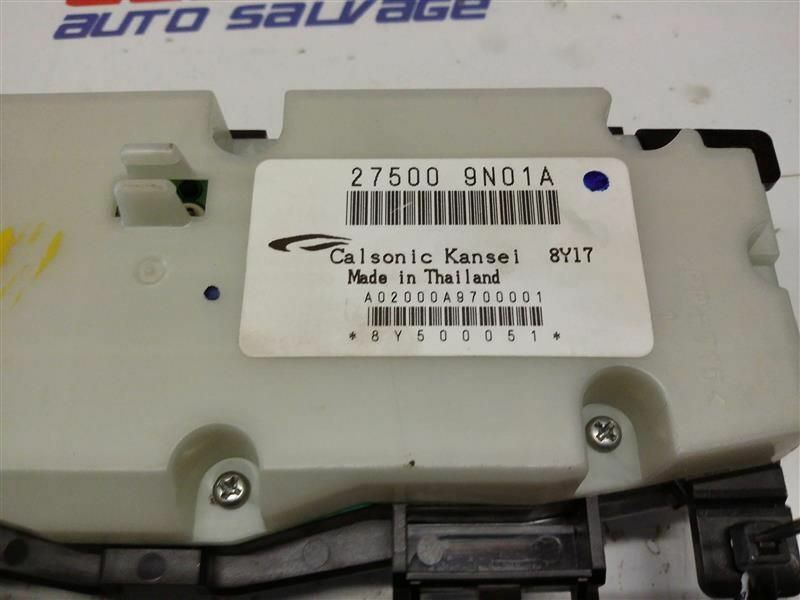 AUTO SALVAGE
27500 9N01A
Calsonic Kansei 8Y17
Made in Thailand
A02000A9700001
*8Y500051*